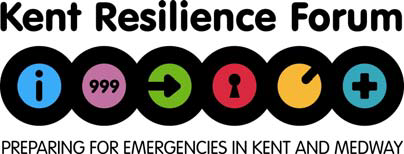 Kent Resilience Forum
i 999
PREPARING FOR EMERGENCIES IN KENT AND MEDWAY